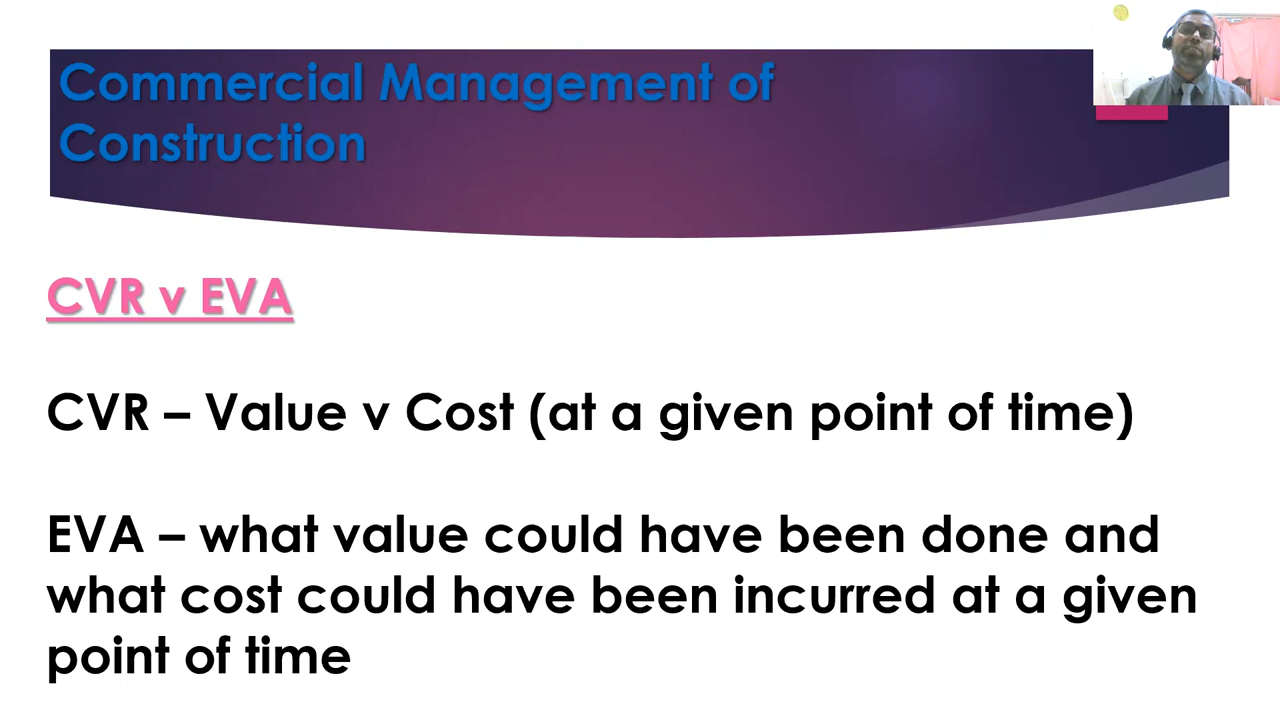 Commercial Management of
Construction
CVR v EVA
CVR – Value v Cost (at a given point of time)
EVA – what value could have been done and
what cost could have been incurred at a given
point of time